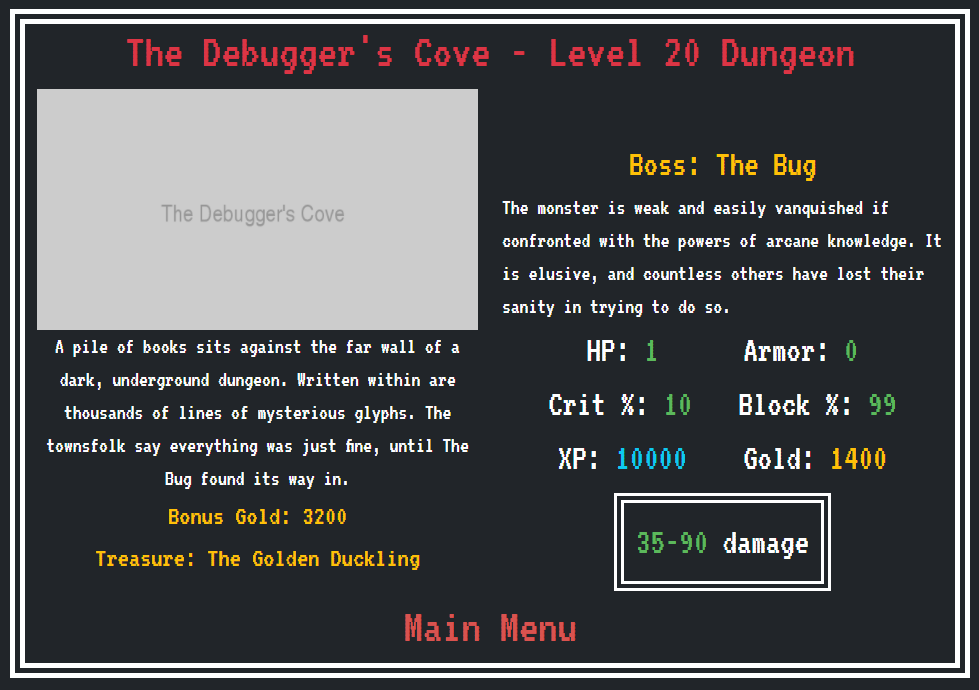 The Debugger's Cove - Level 20 Dungeon
The Debugger's Cove
A pile of books sits against the far wall of a
dark, underground dungeon. Written within are
thousands of lines of mysterious glyphs. The
townsfolk say everything was just fine, until The
Bug found its way in.
Bonus Gold: 3200
Treasure: The Golden Duckling
Boss: The Bug
The monster is weak and easily vanquished if
confronted with the powers of arcane knowledge. It
is elusive, and countless others have lost their
sanity in trying to do so.
HP: 1 Armor: 0
Crit %: 10 Block %: 99
XP: 10000 Gold: 1400
35-90 damage
Main Menu